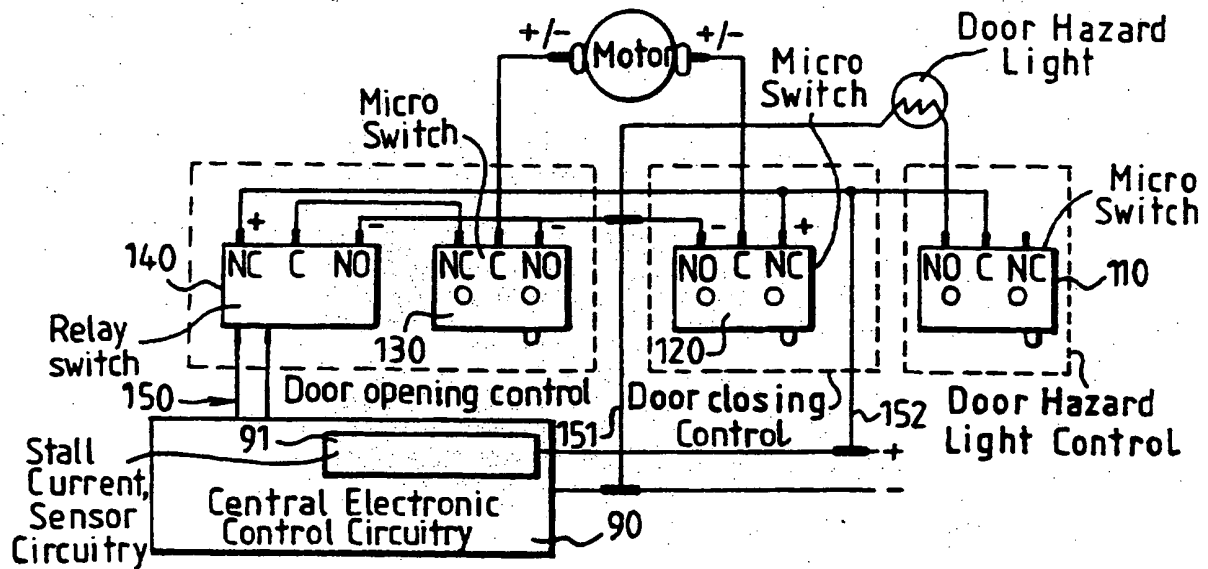 +/-
Motor
+/-
Door Hazard
Light
Micro
Switch
Micro
Switch
Micro
Switch
+
-
-
-
+
140
NC C NO
NC C NO
NO C NC
NO C NC
110
Relay
switch
130
120
150
Door opening control
151
Door closing
Control
152
Door Hazard
Light Control
91
+
Stall
Current,
Sensor
Circuitry
Central Electronic
Control Circuitry
-
90